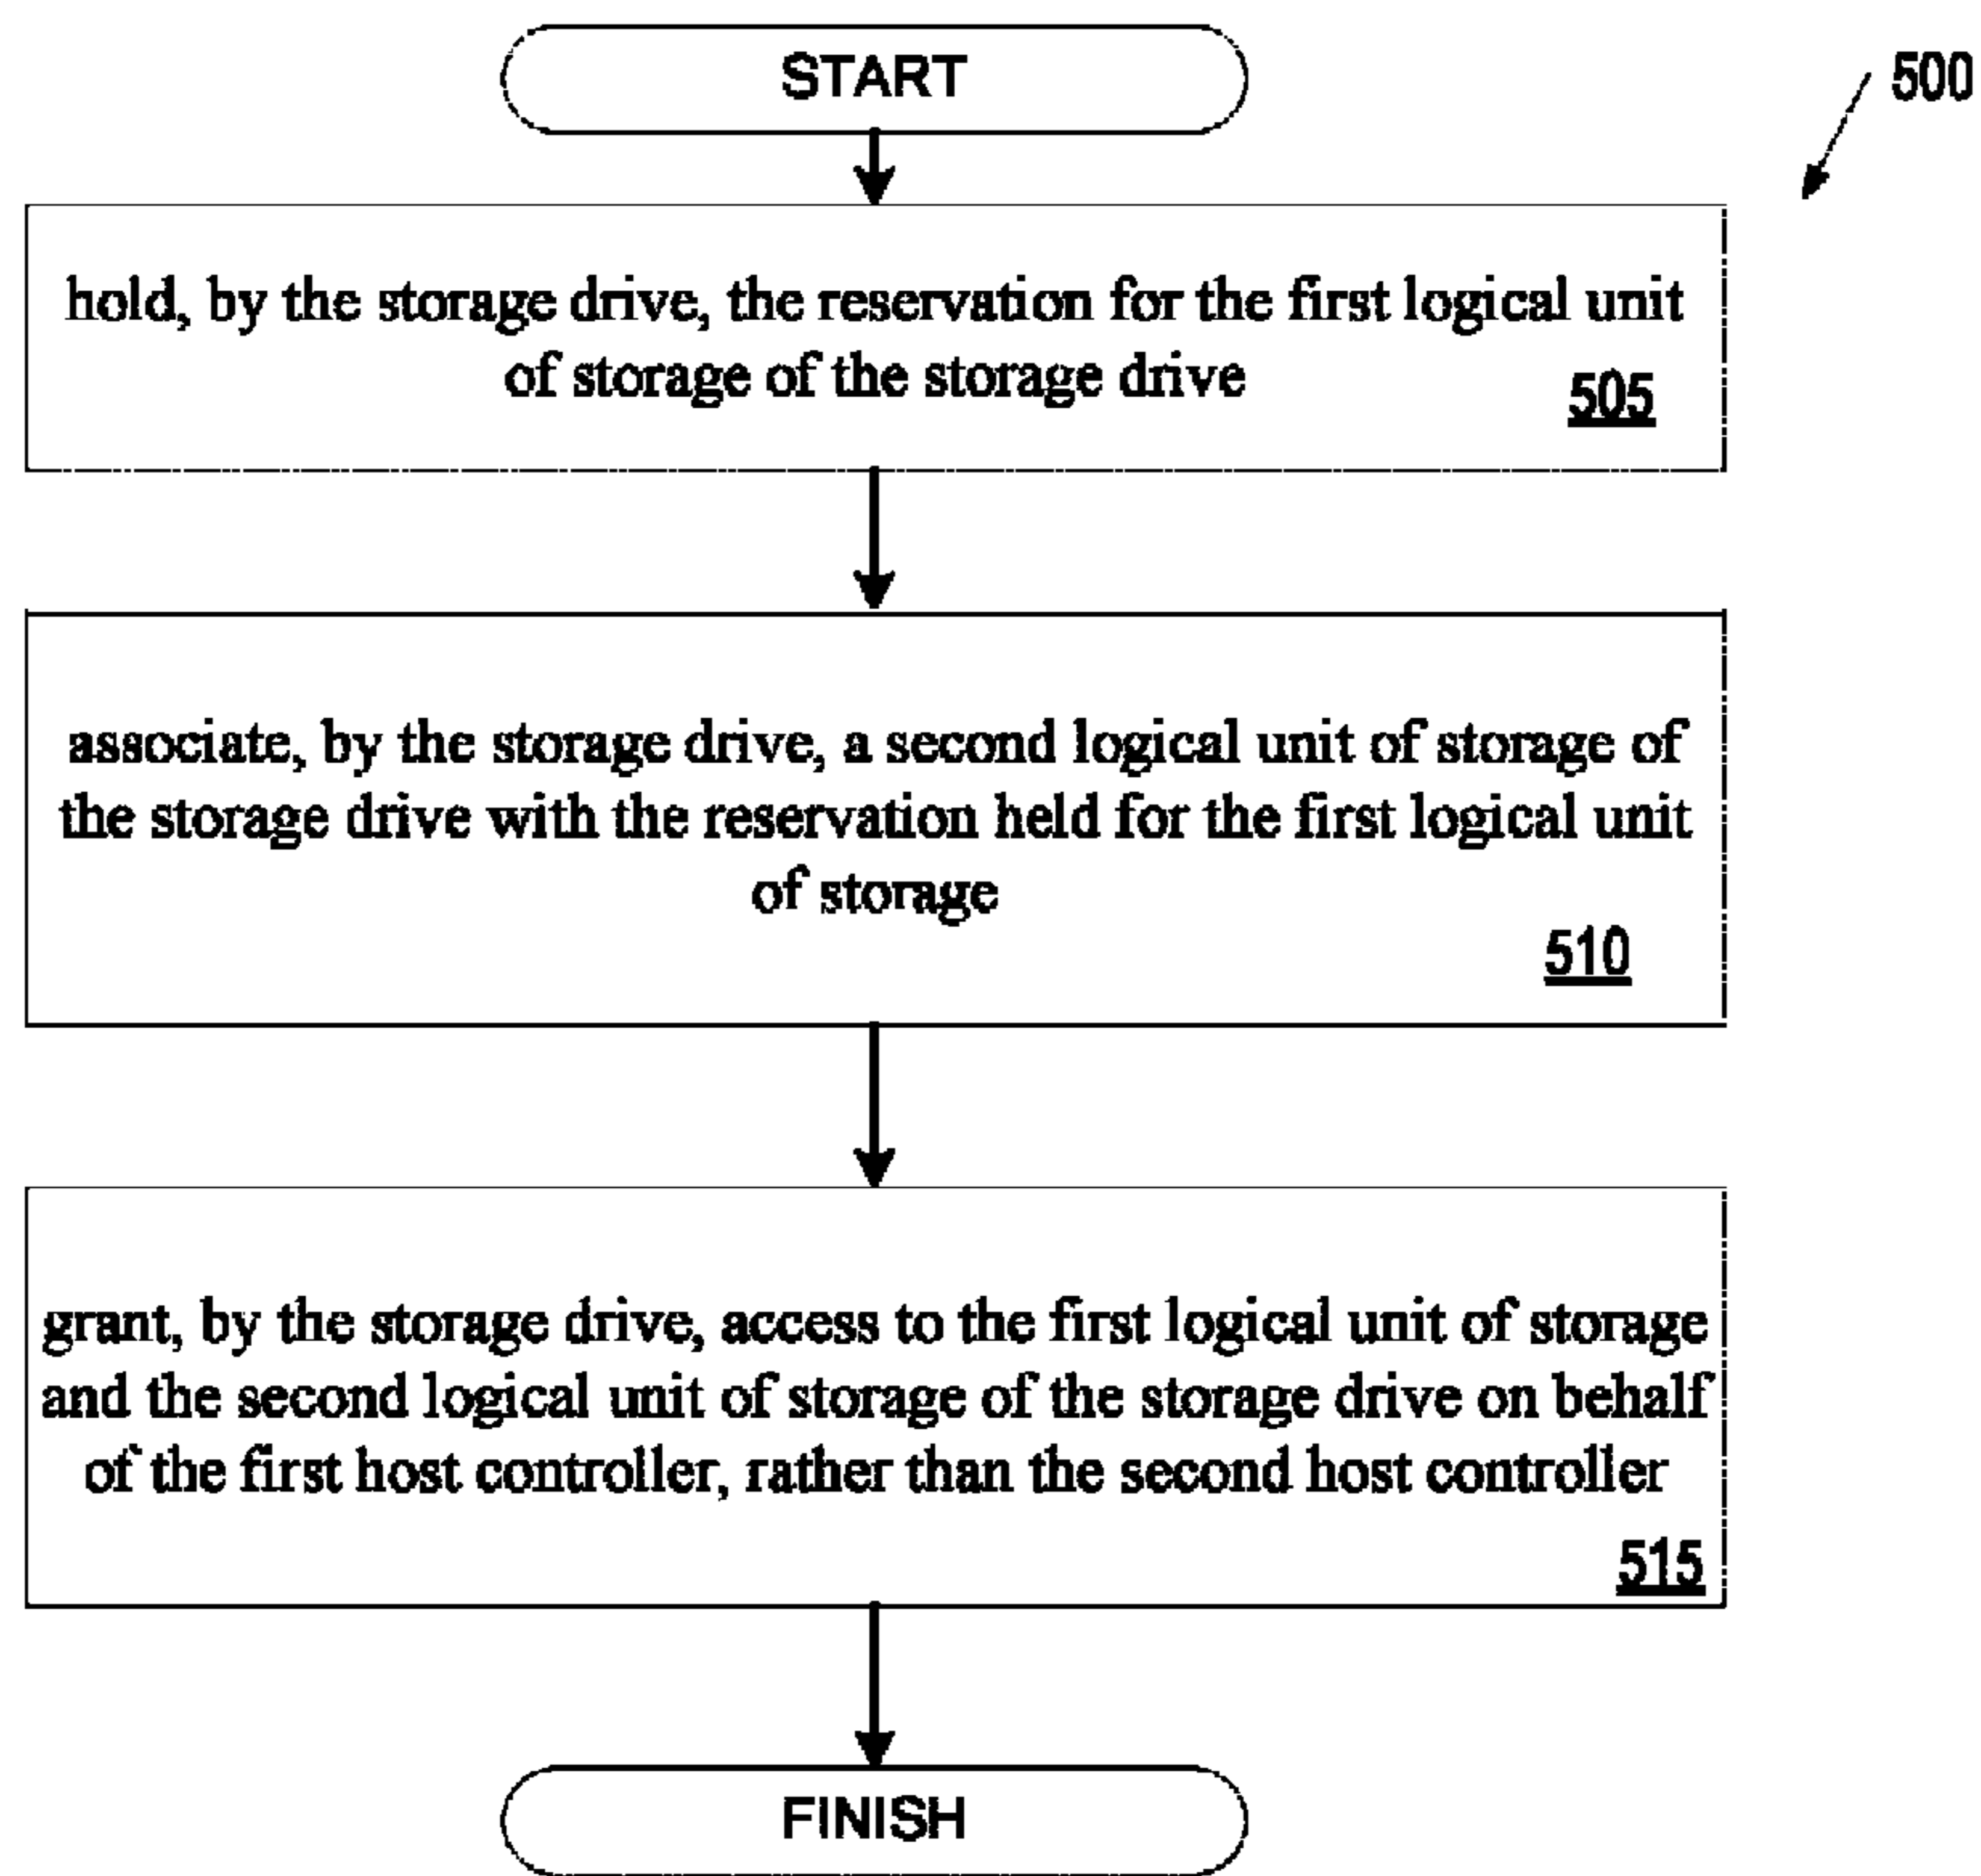 START
500
hold, by the storage drive, the reservation for the first logical unit
of storage of the storage drive
505
associate, by the storage drive, a second logical unit of storage of
the storage drive with the reservation held for the first logical unit
of storage
510
grant, by the storage drive, access to the first logical unit of storage
and the second logical unit of storage of the storage drive on behalf
of the first host controller, rather than the second host controller
515
FINISH